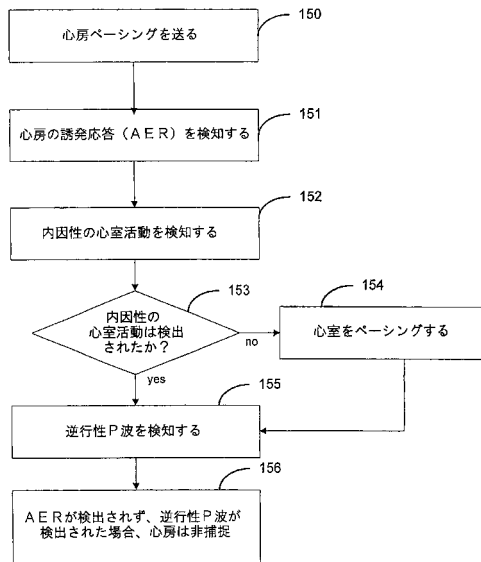 150
心房ペーシングを送る
151
心房の誘発応答（ＡＥＲ）を検知する
152
内因性の心室活動を検知する
153
内因性の
心室活動は検出
されたか？
no
154
心室をペーシングする
yes
155
逆行性Ｐ波を検知する
156
ＡＥＲが検出されず、逆行性Ｐ波が
検出された場合、心房は非捕捉